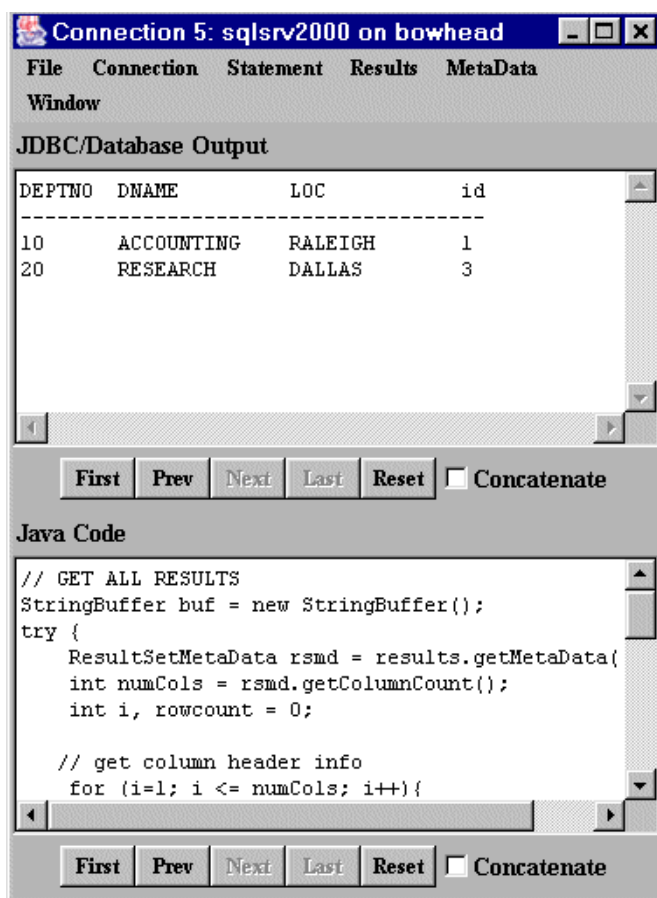 Connection 5: sqlsrv2000 on bowhead
File Connection Statement Results MetaData
Window
JDBC/Database Output
DEPTNO DNAME LOC id
----------------------------------------
10 ACCOUNTING RALEIGH 1
20 RESEARCH DALLAS 3
First Prev Next Last Reset Concatenate
Java Code
// GET ALL RESULTS
StringBuffer buf = new StringBuffer();
try {
ResultSetMetaData rsmd = results.getMetaData(
int numCols = rsmd.getColumnCount();
int i, rowcount = 0;
// get column header info
for (i=1; i <= numCols; i++){
First Prev Next Last Reset Concatenate